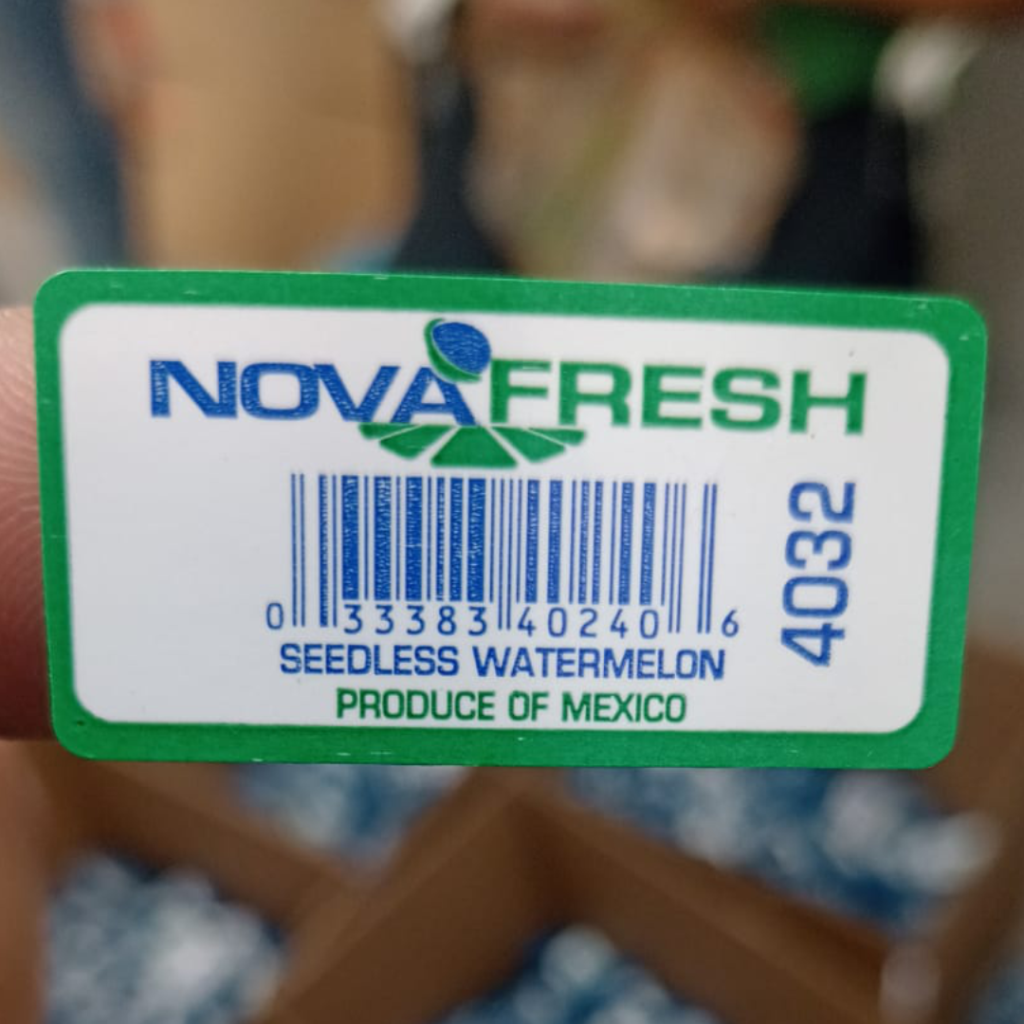 NOVAFRESH
4032
0 33383 40240 6
SEEDLESS WATERMELON
PRODUCE OF MEXICO